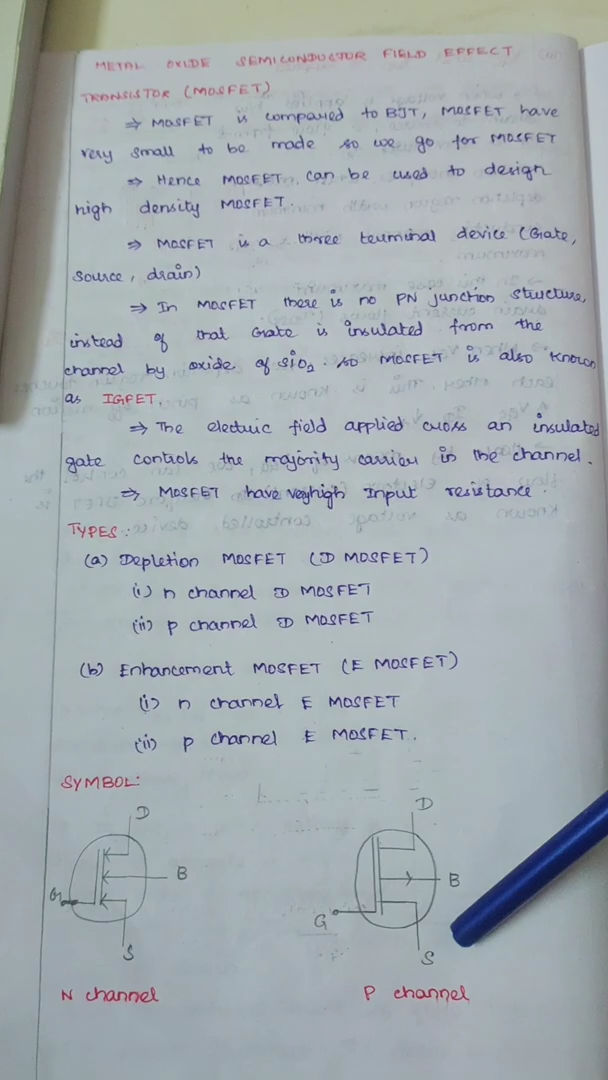 METAL OXIDE SEMICONDUCTOR FIELD EFFECT
TRANSISTOR (MOSFET)
⇒ MOSFET is compared to BJT, MOSFET have
very small to be made so we go for MOSFET
⇒ Hence MOSFET can be used to design
high density MOSFET.
⇒ MOSFET is a three terminal device (Gate,
Source, drain)
⇒ In MOSFET there is no PN junction structure,
instead of that Gate is insulated from the
channel by oxide of SiO2. so MOSFET is also known
as IGFET.
⇒ The electric field applied cross an insulated
gate controls the majority carrier in the channel.
⇒ MOSFET have very high Input resistance.
TYPES:
(a) Depletion MOSFET (D MOSFET)
(i) n channel D MOSFET
(ii) p channel D MOSFET
(b) Enhancement MOSFET (E MOSFET)
(i) n channel E MOSFET
(ii) p channel E MOSFET.
SYMBOL:
D D
B B
G G
S S
N channel P channel